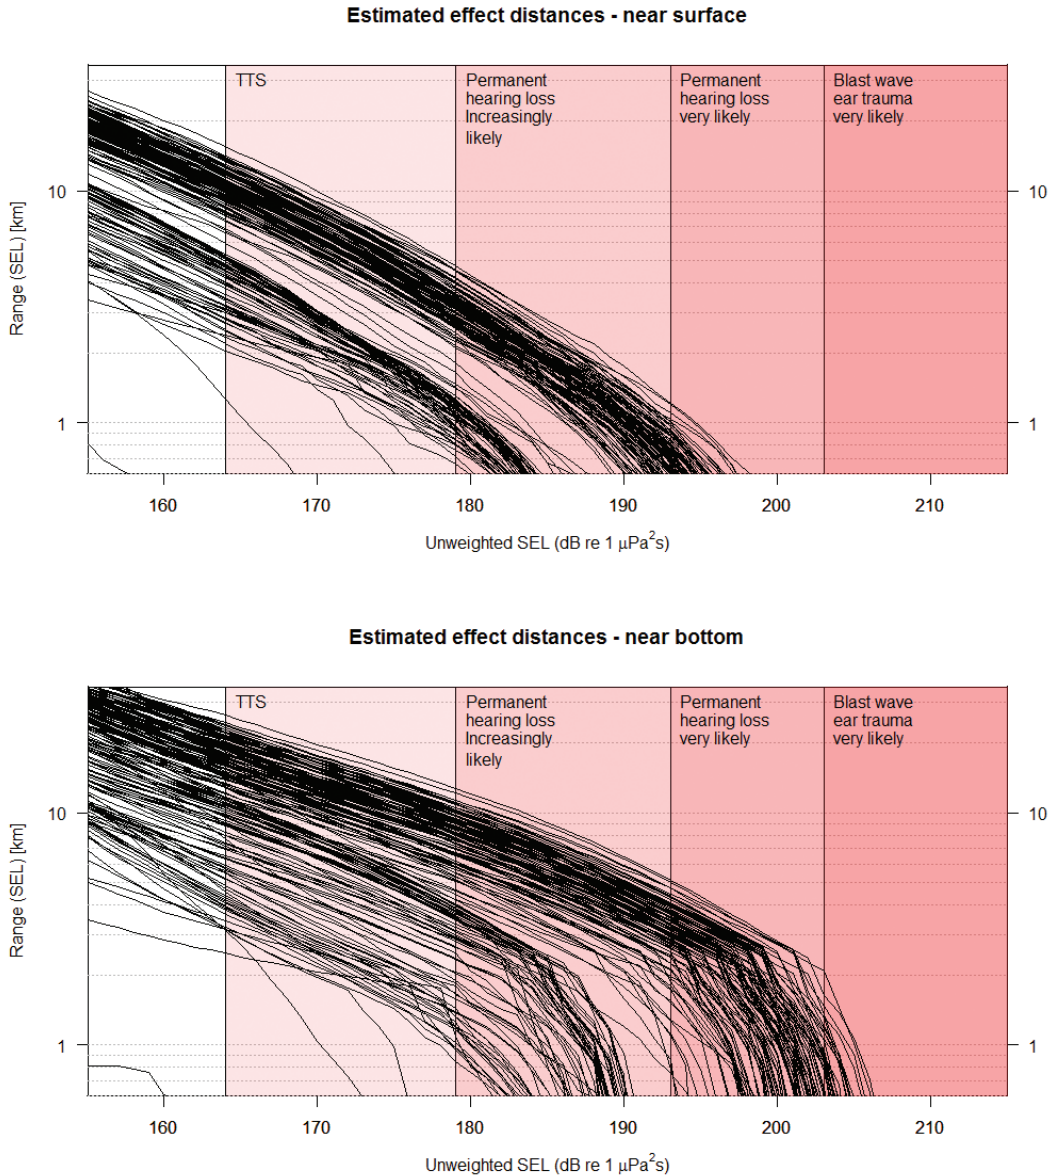 Estimated effect distances - near surface
TTS
Permanent
hearing loss
Increasingly
likely
Permanent
hearing loss
very likely
Blast wave
ear trauma
very likely
Range (SEL) [km]
10
1
10
1
160 170 180 190 200 210
Unweighted SEL (dB re 1 μPa²s)
Estimated effect distances - near bottom
TTS
Permanent
hearing loss
Increasingly
likely
Permanent
hearing loss
very likely
Blast wave
ear trauma
very likely
Range (SEL) [km]
10
1
10
1
160 170 180 190 200 210
Unweighted SEL (dB re 1 μPa²s)